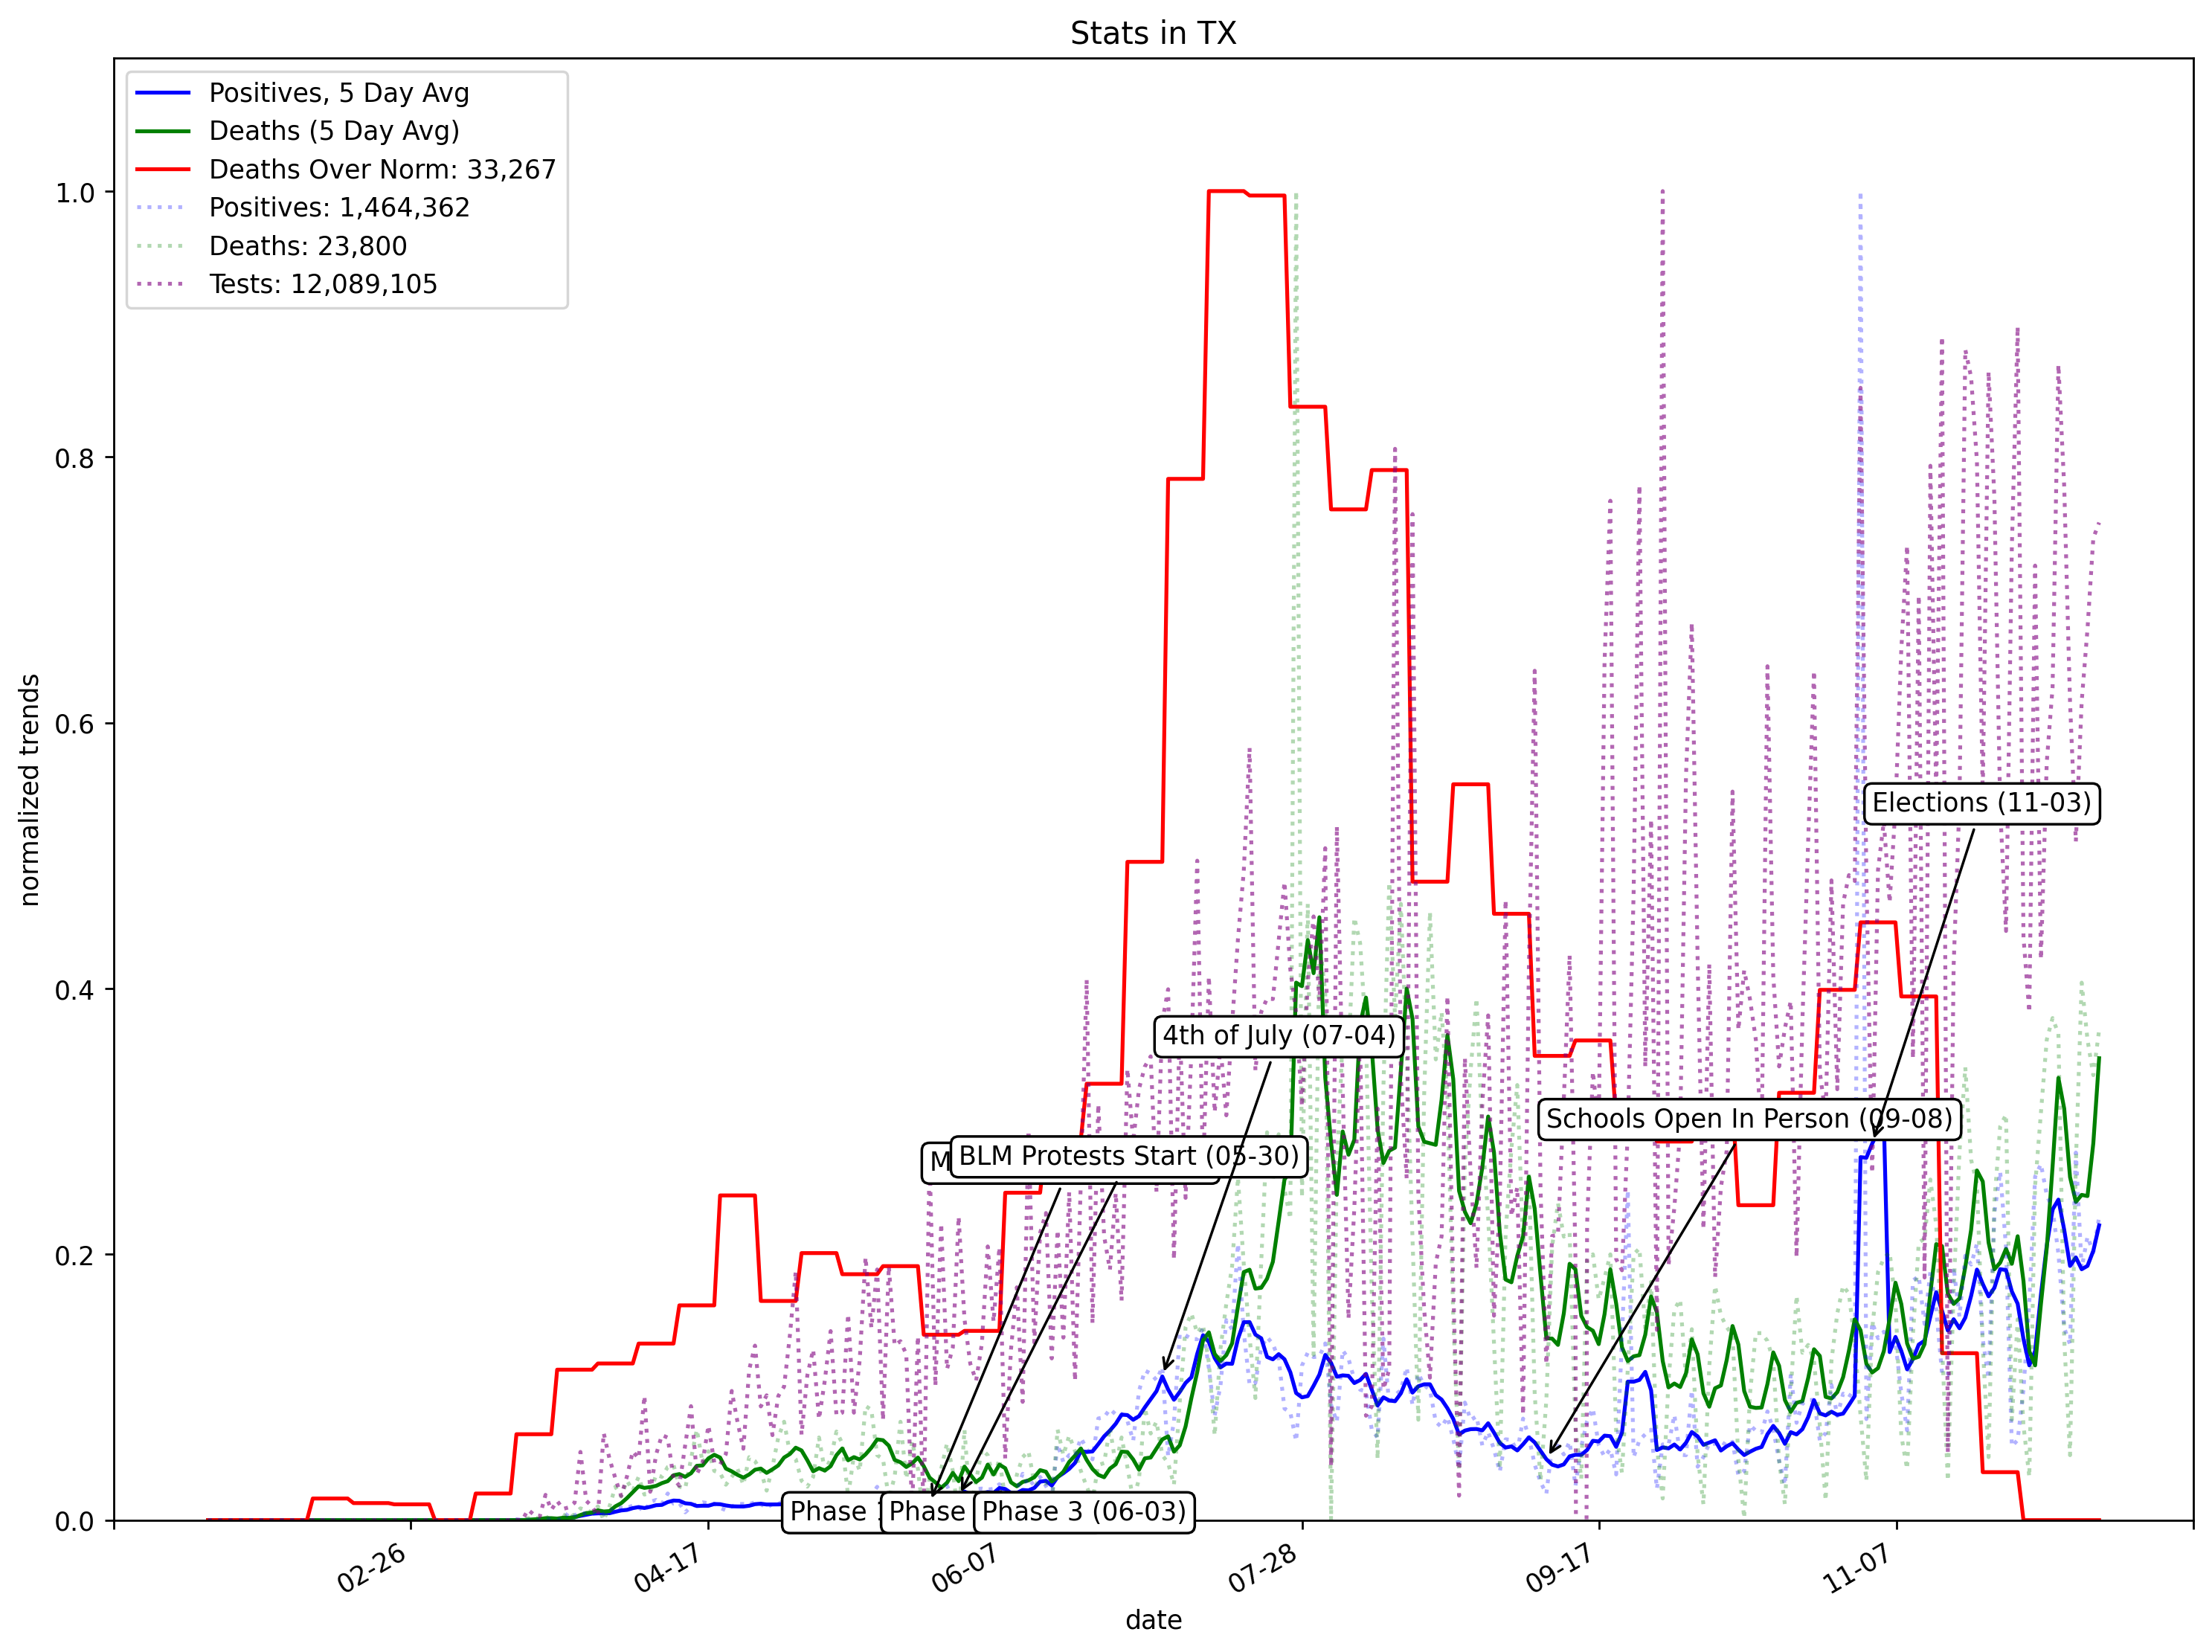 Stats in TX
Positives, 5 Day Avg
Deaths (5 Day Avg)
Deaths Over Norm: 33,267
Positives: 1,464,362
Deaths: 23,800
Tests: 12,089,105
normalized trends
1.0
0.8
0.6
0.4
0.2
0.0
Elections (11-03)
4th of July (07-04)
Schools Open In Person (09-08)
BLM Protests Start (05-30)
Phase
Phase
Phase 3 (06-03)
02-26
04-17
06-07
07-28
09-17
11-07
date